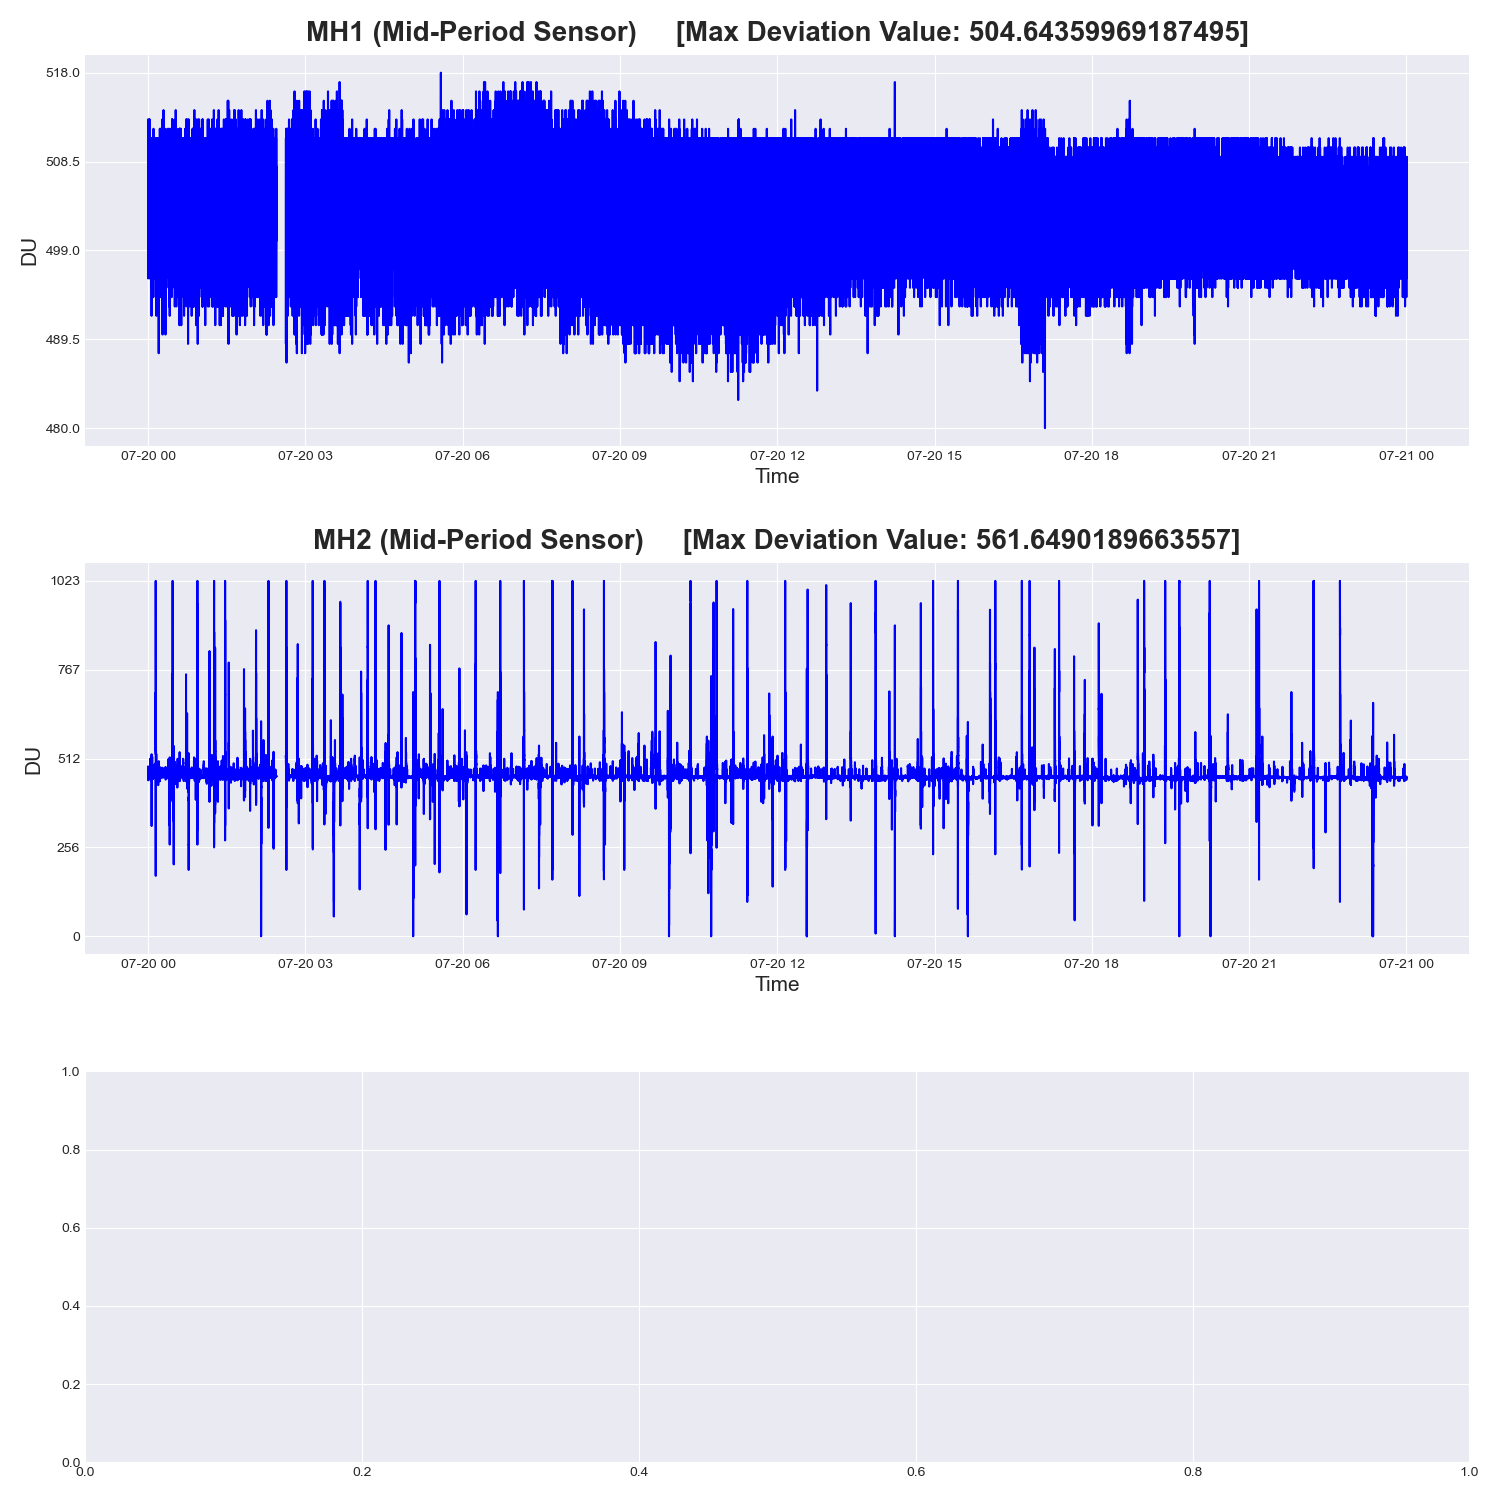 MH1 (Mid-Period Sensor) [Max Deviation Value: 504.64359969187495]
518.0
508.5
499.0
489.5
480.0
DU
07-20 00 07-20 03 07-20 06 07-20 09 07-20 12 07-20 15 07-20 18 07-20 21 07-21 00
Time
MH2 (Mid-Period Sensor) [Max Deviation Value: 561.6490189663557]
1023
767
512
256
0
DU
07-20 00 07-20 03 07-20 06 07-20 09 07-20 12 07-20 15 07-20 18 07-20 21 07-21 00
Time
1.0
0.8
0.6
0.4
0.2
0.0
0.0 0.2 0.4 0.6 0.8 1.0